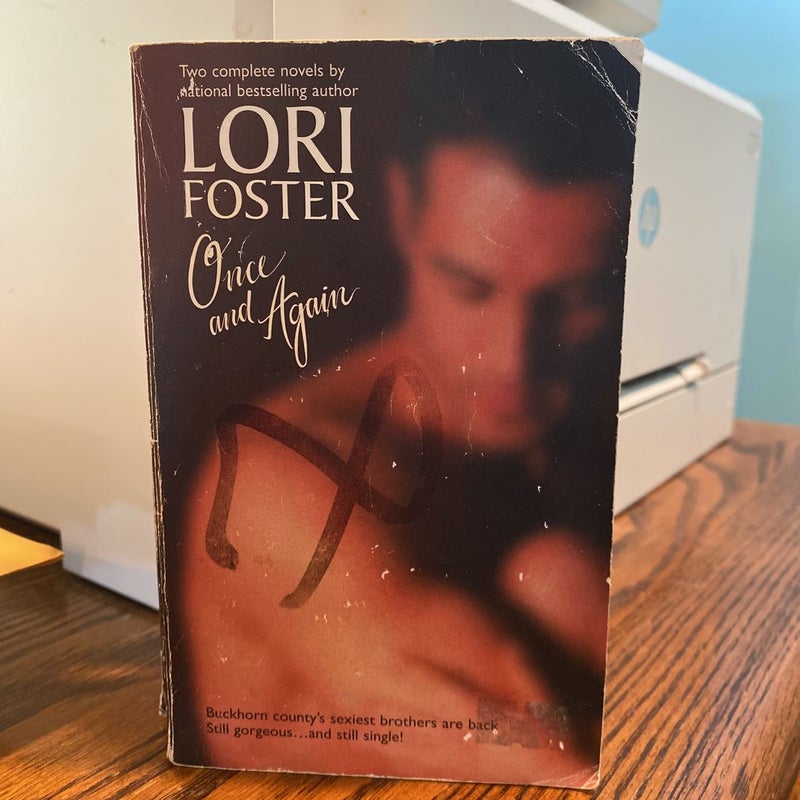 Two complete novels by
national bestselling author
LORI
FOSTER
Once
and Again
Buckhorn county's sexiest brothers are back
Still gorgeous...and still single!
hp